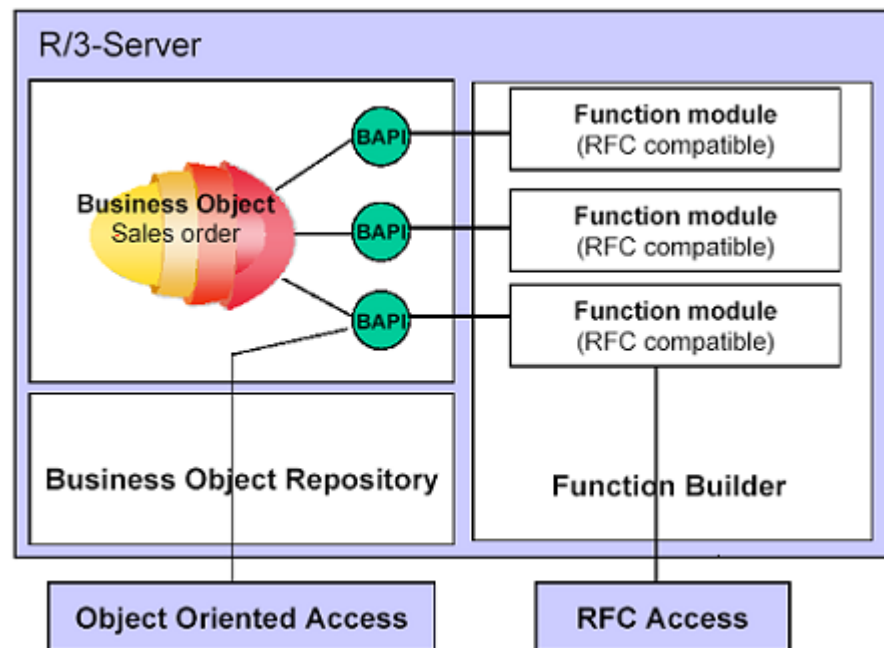 R/3-Server
BAPI
Function module
(RFC compatible)
Business Object
Sales order
BAPI
Function module
(RFC compatible)
BAPI
Function module
(RFC compatible)
Business Object Repository
Function Builder
Object Oriented Access
RFC Access